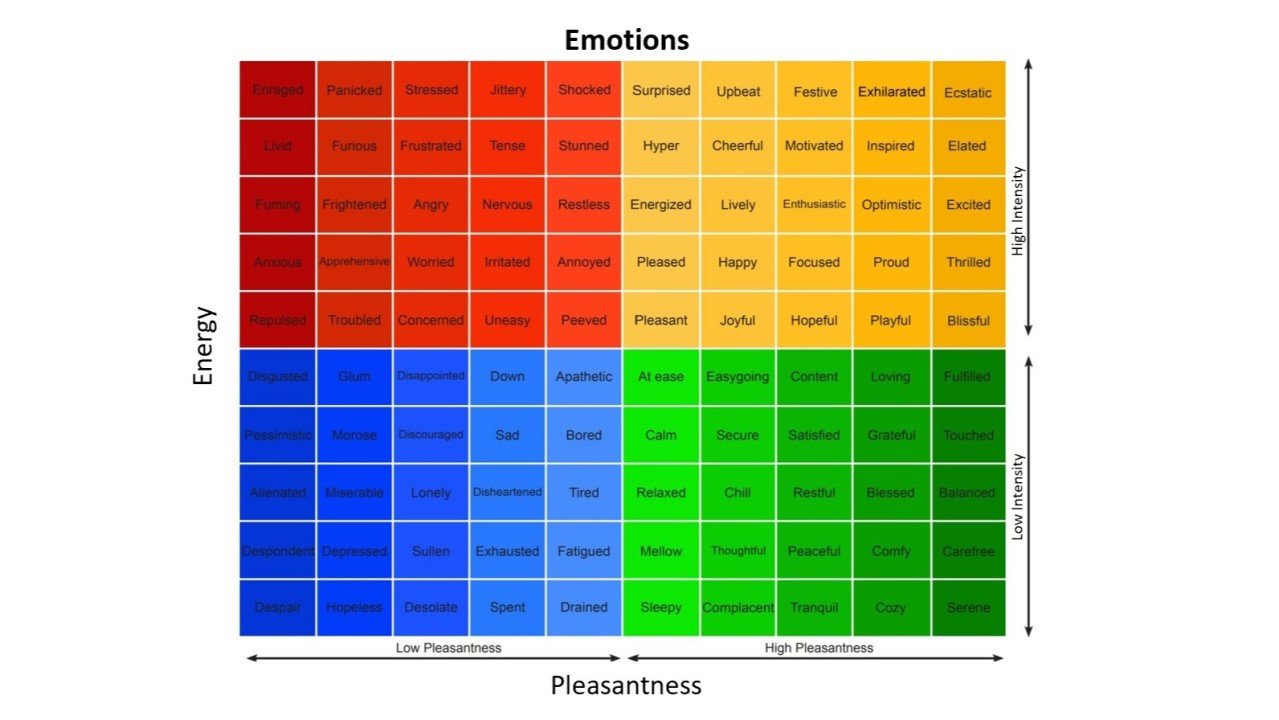 Emotions
Enraged Panicked Stressed Jittery Shocked Surprised Upbeat Festive Exhilarated Ecstatic
Livid Furious Frustrated Tense Stunned Hyper Cheerful Motivated Inspired Elated
Fuming Frightened Angry Nervous Restless Energized Lively Enthusiastic Optimistic Excited
Anxious Apprehensive Worried Irritated Annoyed Pleased Happy Focused Proud Thrilled
Repulsed Troubled Concerned Uneasy Peeved Pleasant Joyful Hopeful Playful Blissful
Disgusted Glum Disappointed Down Apathetic At ease Easygoing Content Loving Fulfilled
Pessimistic Morose Discouraged Sad Bored Calm Secure Satisfied Grateful Touched
Alienated Miserable Lonely Disheartened Tired Relaxed Chill Restful Blessed Balanced
Despondent Depressed Sullen Exhausted Fatigued Mellow Thoughtful Peaceful Comfy Carefree
Despair Hopeless Desolate Spent Drained Sleepy Complacent Tranquil Cozy Serene
Energy
High Intensity
Low Intensity
Low Pleasantness
High Pleasantness
Pleasantness